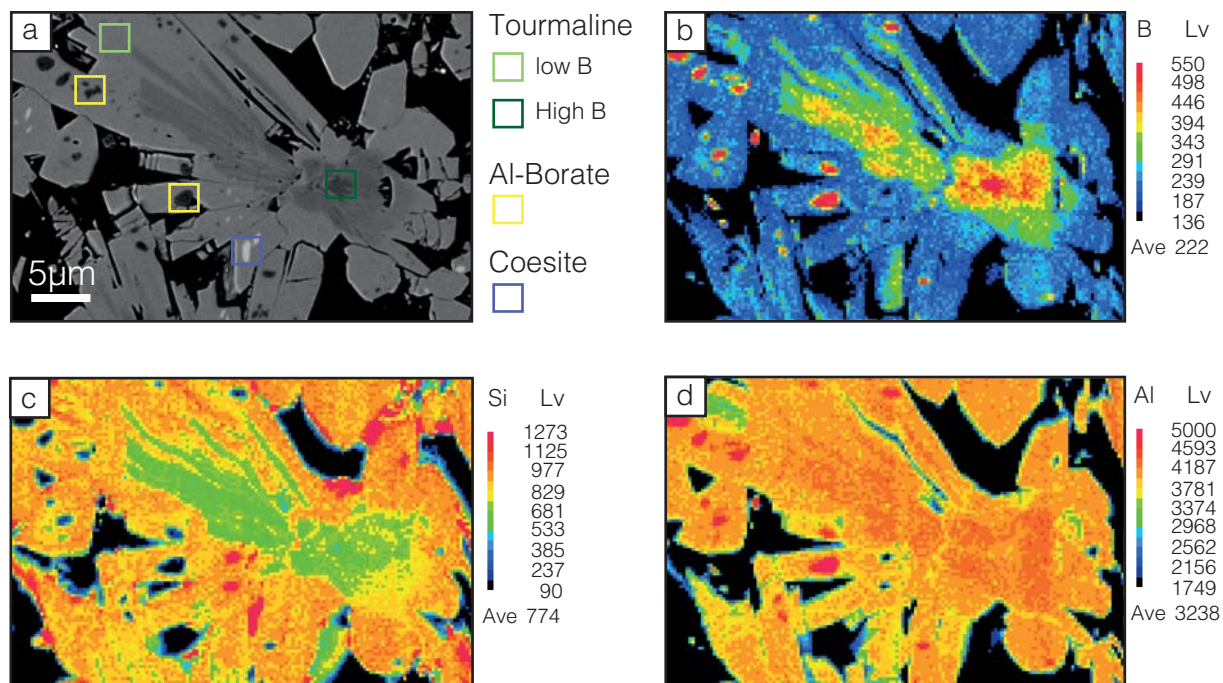 a
5μm
Tourmaline
low B
High B
Al-Borate
Coesite
b
B Lv
550
498
446
394
343
291
239
187
136
Ave 222
c
Si Lv
1273
1125
977
829
681
533
385
237
90
Ave 774
d
Al Lv
5000
4593
4187
3781
3374
2968
2562
2156
1749
Ave 3238